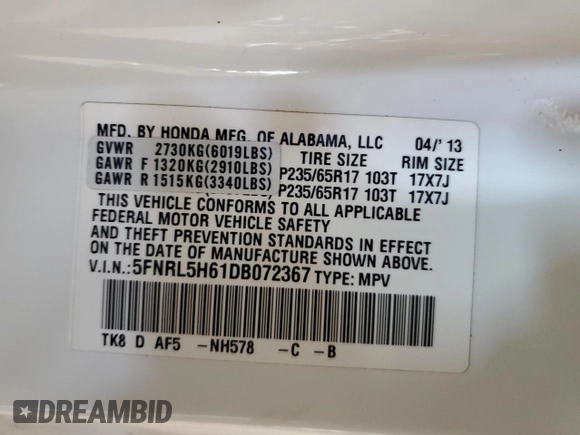 MFD. BY HONDA MFG. OF ALABAMA, LLC 04/'13
GVWR 2730KG(6019LBS) TIRE SIZE RIM SIZE
GAWR F 1320KG(2910LBS) P235/65R17 103T 17X7J
GAWR R 1515KG(3340LBS) P235/65R17 103T 17X7J
THIS VEHICLE CONFORMS TO ALL APPLICABLE
FEDERAL MOTOR VEHICLE SAFETY
AND THEFT PREVENTION STANDARDS IN EFFECT
ON THE DATE OF MANUFACTURE SHOWN ABOVE.
V.I.N.:5FNRL5H61DB072367 TYPE: MPV
TK8 D AF5 -NH578 -C -B
DREAMBID